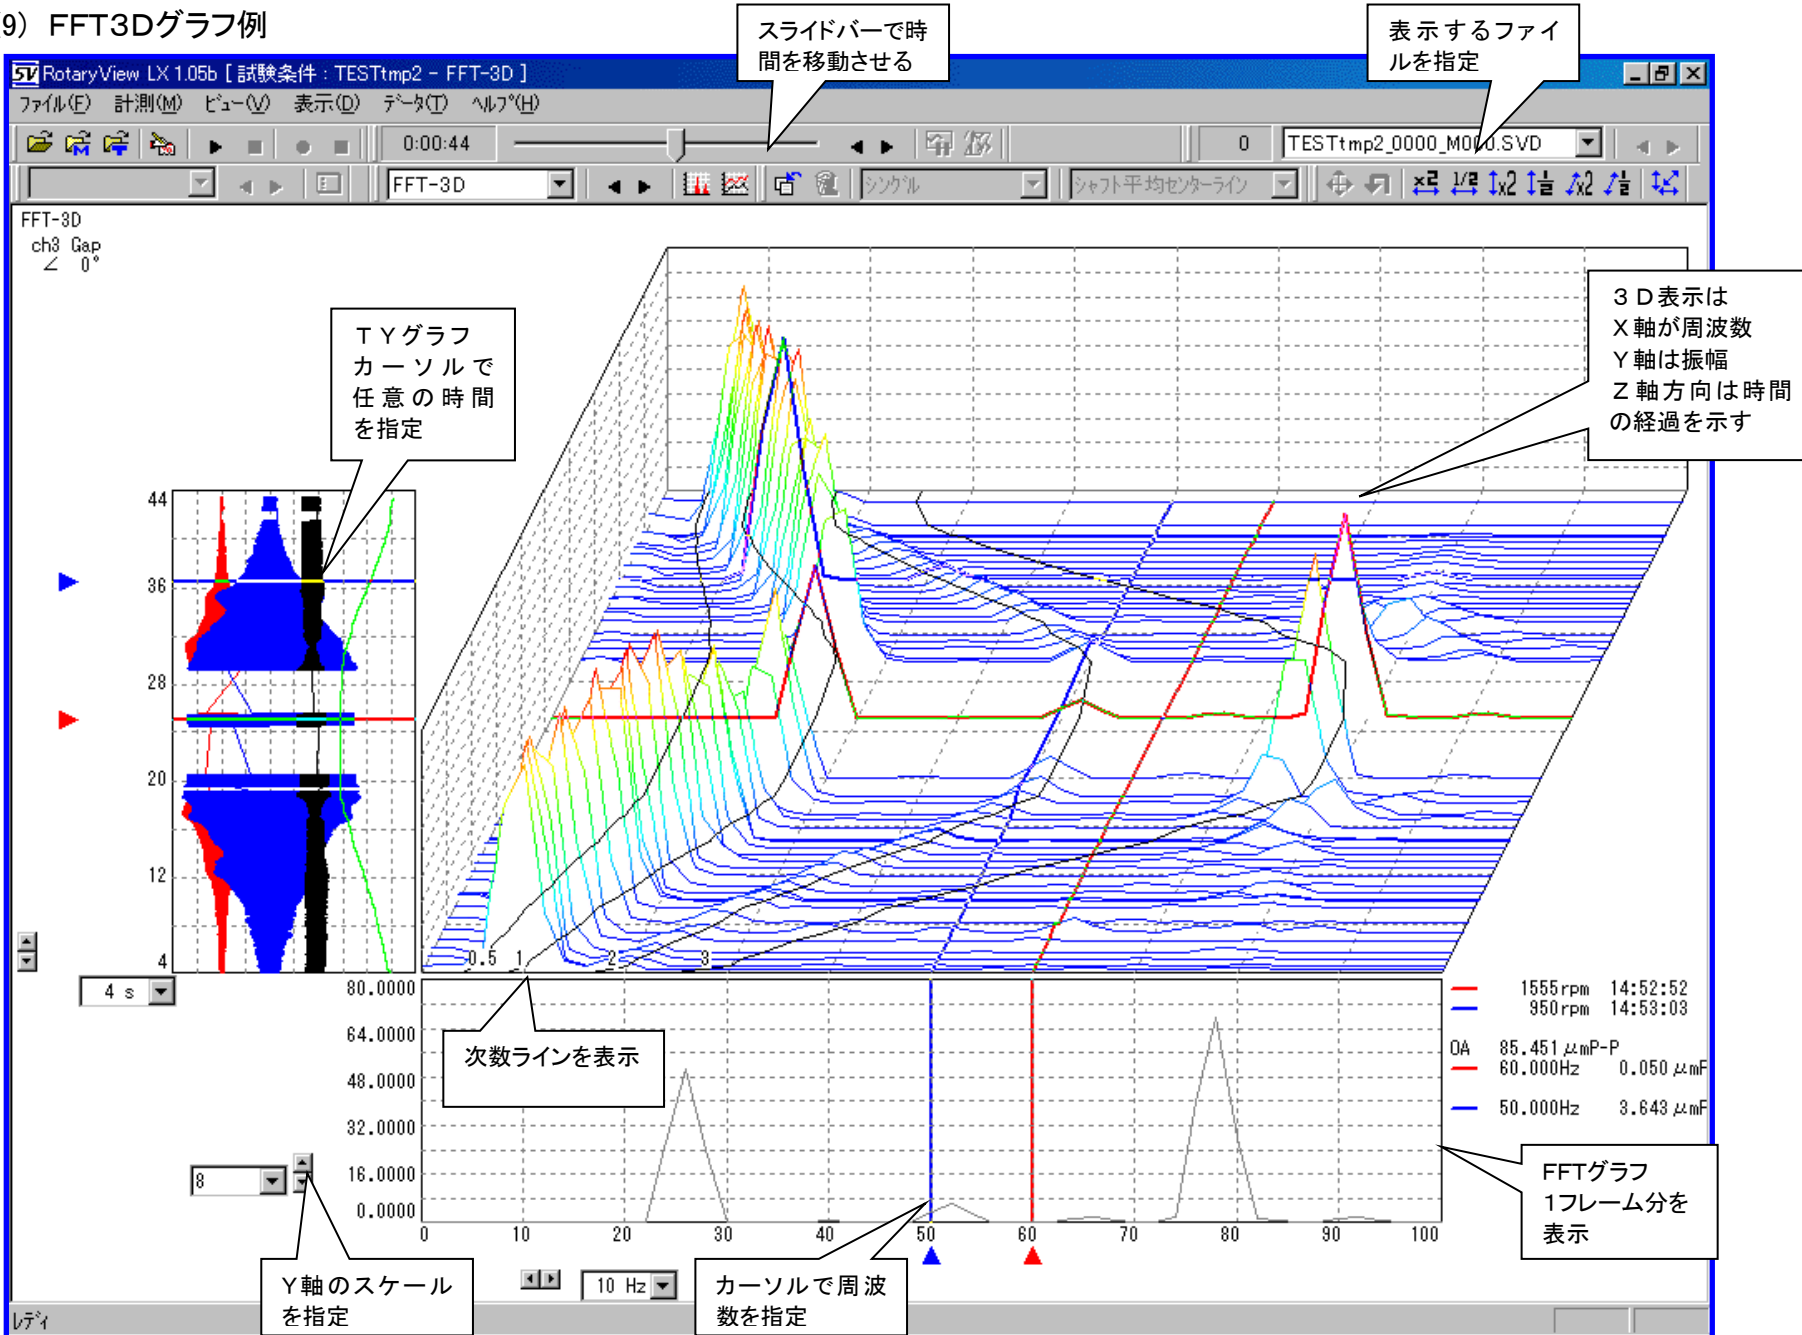 9) FFT3Dグラフ例
スライドバーで時
間を移動させる
表示するファイ
ルを指定
RotaryView LX 1.05b [ 試験条件 : TESTtmp2 - FFT-3D ]
ファイル(F) 計測(M) ビュー(V) 表示(D) データ(T) ヘルプ(H)
0:00:44
0
TESTtmp2_0000_M000.SVD
FFT-3D
シングル
シャフト平均センターライン
x2 1/2 x2 x2
FFT-3D
ch3 Gap
∠ 0°
TYグラフ
カーソルで
任意の時間
を指定
3D表示は
X軸が周波数
Y軸は振幅
Z軸方向は時間
の経過を示す
44
36
28
20
12
4
4 s
0.5 1 2 3
80.0000
64.0000
48.0000
32.0000
16.0000
0.0000
次数ラインを表示
1555rpm 14:52:52
950rpm 14:53:03
OA 85.451μmP-P
60.000Hz 0.050μmP
50.000Hz 3.643μmP
8
FFTグラフ
1フレーム分を
表示
0 10 20 30 40 50 60 70 80 90 100
Y軸のスケール
を指定
10 Hz
カーソルで周波
数を指定
レディ